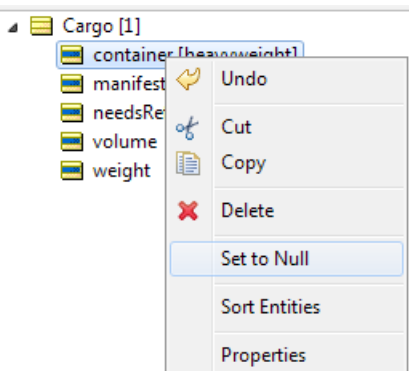 Cargo [1]
container [heavyweight]
manifest
needsRe
volume
weight
Undo
Cut
Copy
Delete
Set to Null
Sort Entities
Properties